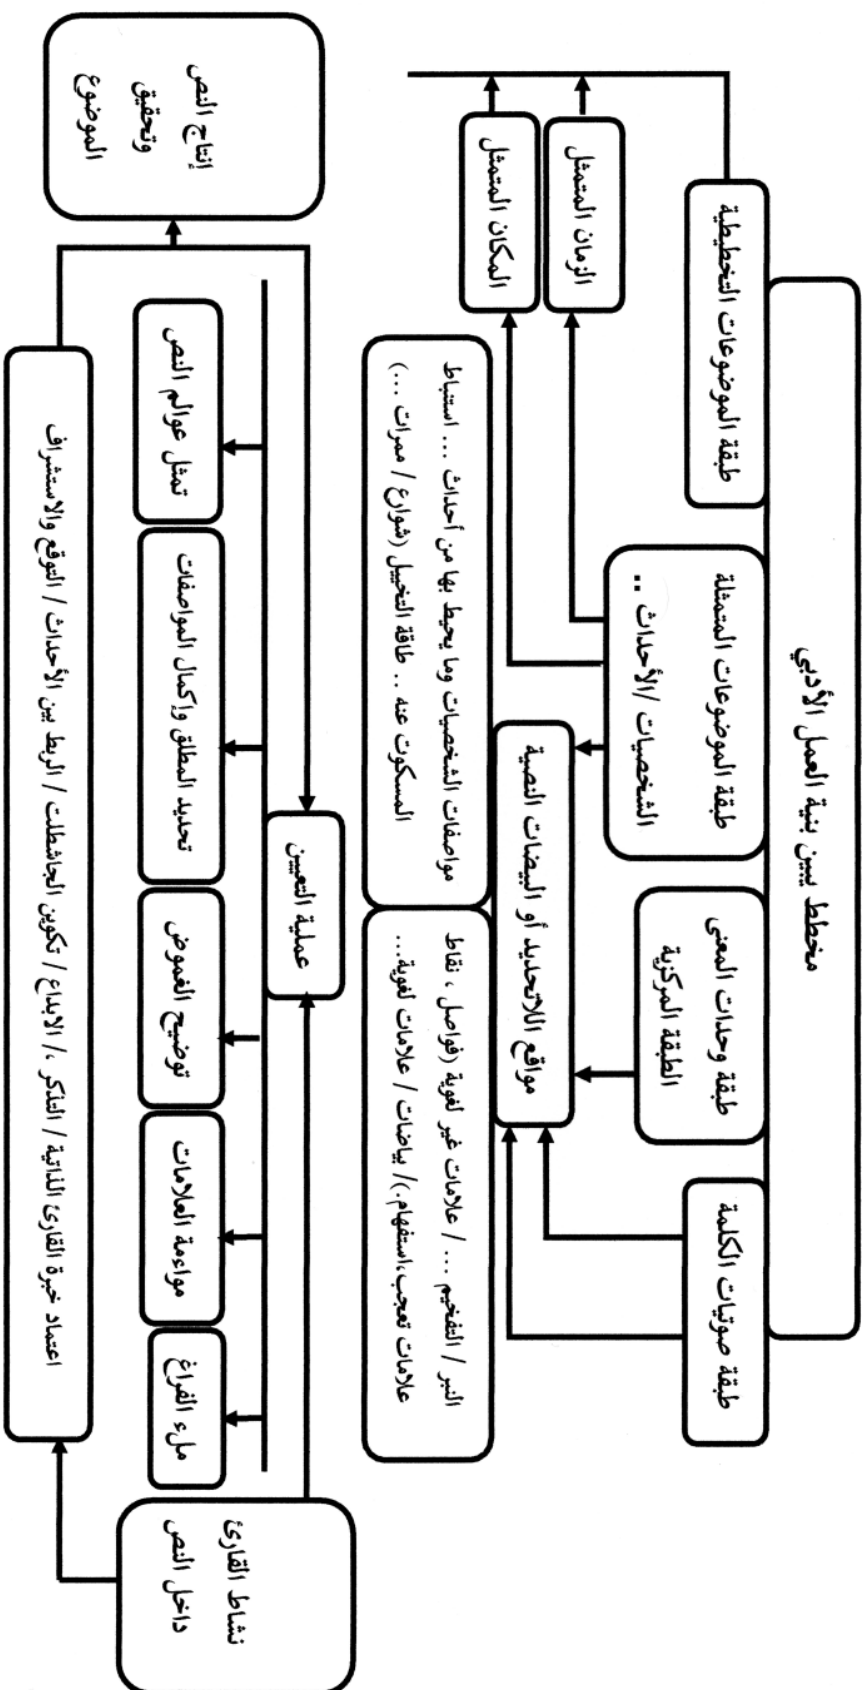 مخطط يبين بنية العمل الأدبي
طبقة صوتيات الكلمة
طبقة وحدات المعنى
الطبقة المركزية
طبقة الموضوعات المتمثلة
الشخصيات /الأحداث ..
طبقة الموضوعات التخطيطية
مواقع اللاتحديد أو البيضات النصية
الزمان المتمثل
المكان المتمثل
النبر / التفخيم ... / علامات غير لغوية (فواصل ، نقاط
علامات تعجب،استفهام.)/ بياضات / علامات لغوية...
مواصفات الشخصيات وما يحيط بها من أحداث ... استنباط
المسكوت عنه .. طاقة التخييل (شوارع / ممرات ...)
نشاط القارئ
داخل النص
عملية التعيين
ملء الفراغ
مواءمة العلامات
توضيح الغموض
تحديد المطلق وإكمال المواصفات
تمثل عوالم النص
اعتماد خبرة القارئ الذاتية / التذكر ،/ الابداع / تكوين الجاشطلت / الربط بين الأحداث / التوقع والاستشراف
إنتاج النص
وتحقيق
الموضوع